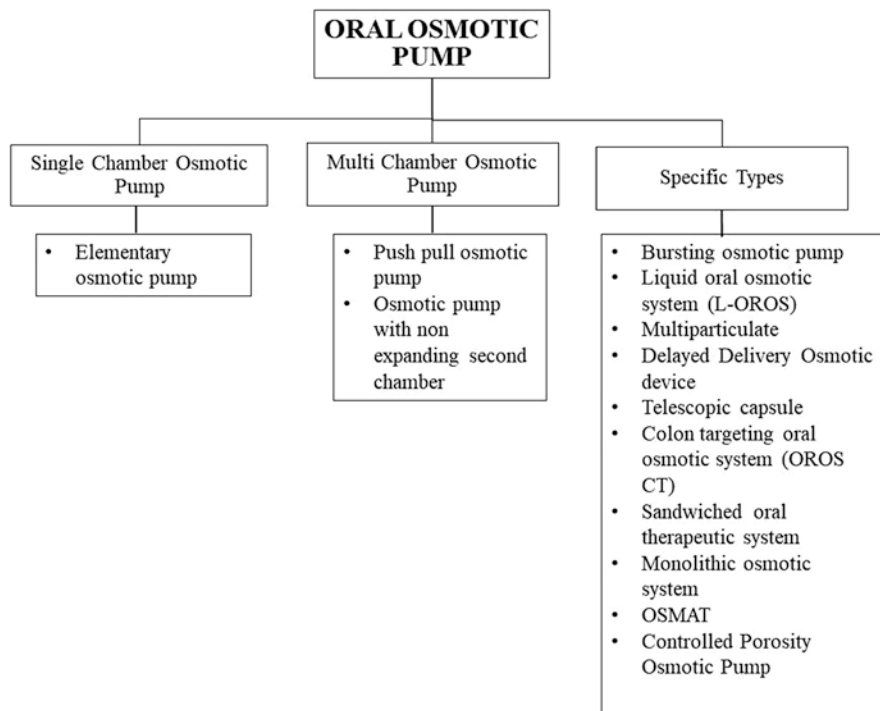 ORAL OSMOTIC
PUMP
Single Chamber Osmotic
Pump
• Elementary
osmotic pump
Multi Chamber Osmotic
Pump
• Push pull osmotic
pump
• Osmotic pump
with non
expanding second
chamber
Specific Types
• Bursting osmotic pump
• Liquid oral osmotic
system (L-OROS)
• Multiparticulate
• Delayed Delivery Osmotic
device
• Telescopic capsule
• Colon targeting oral
osmotic system (OROS
CT)
• Sandwiched oral
therapeutic system
• Monolithic osmotic
system
• OSMAT
• Controlled Porosity
Osmotic Pump